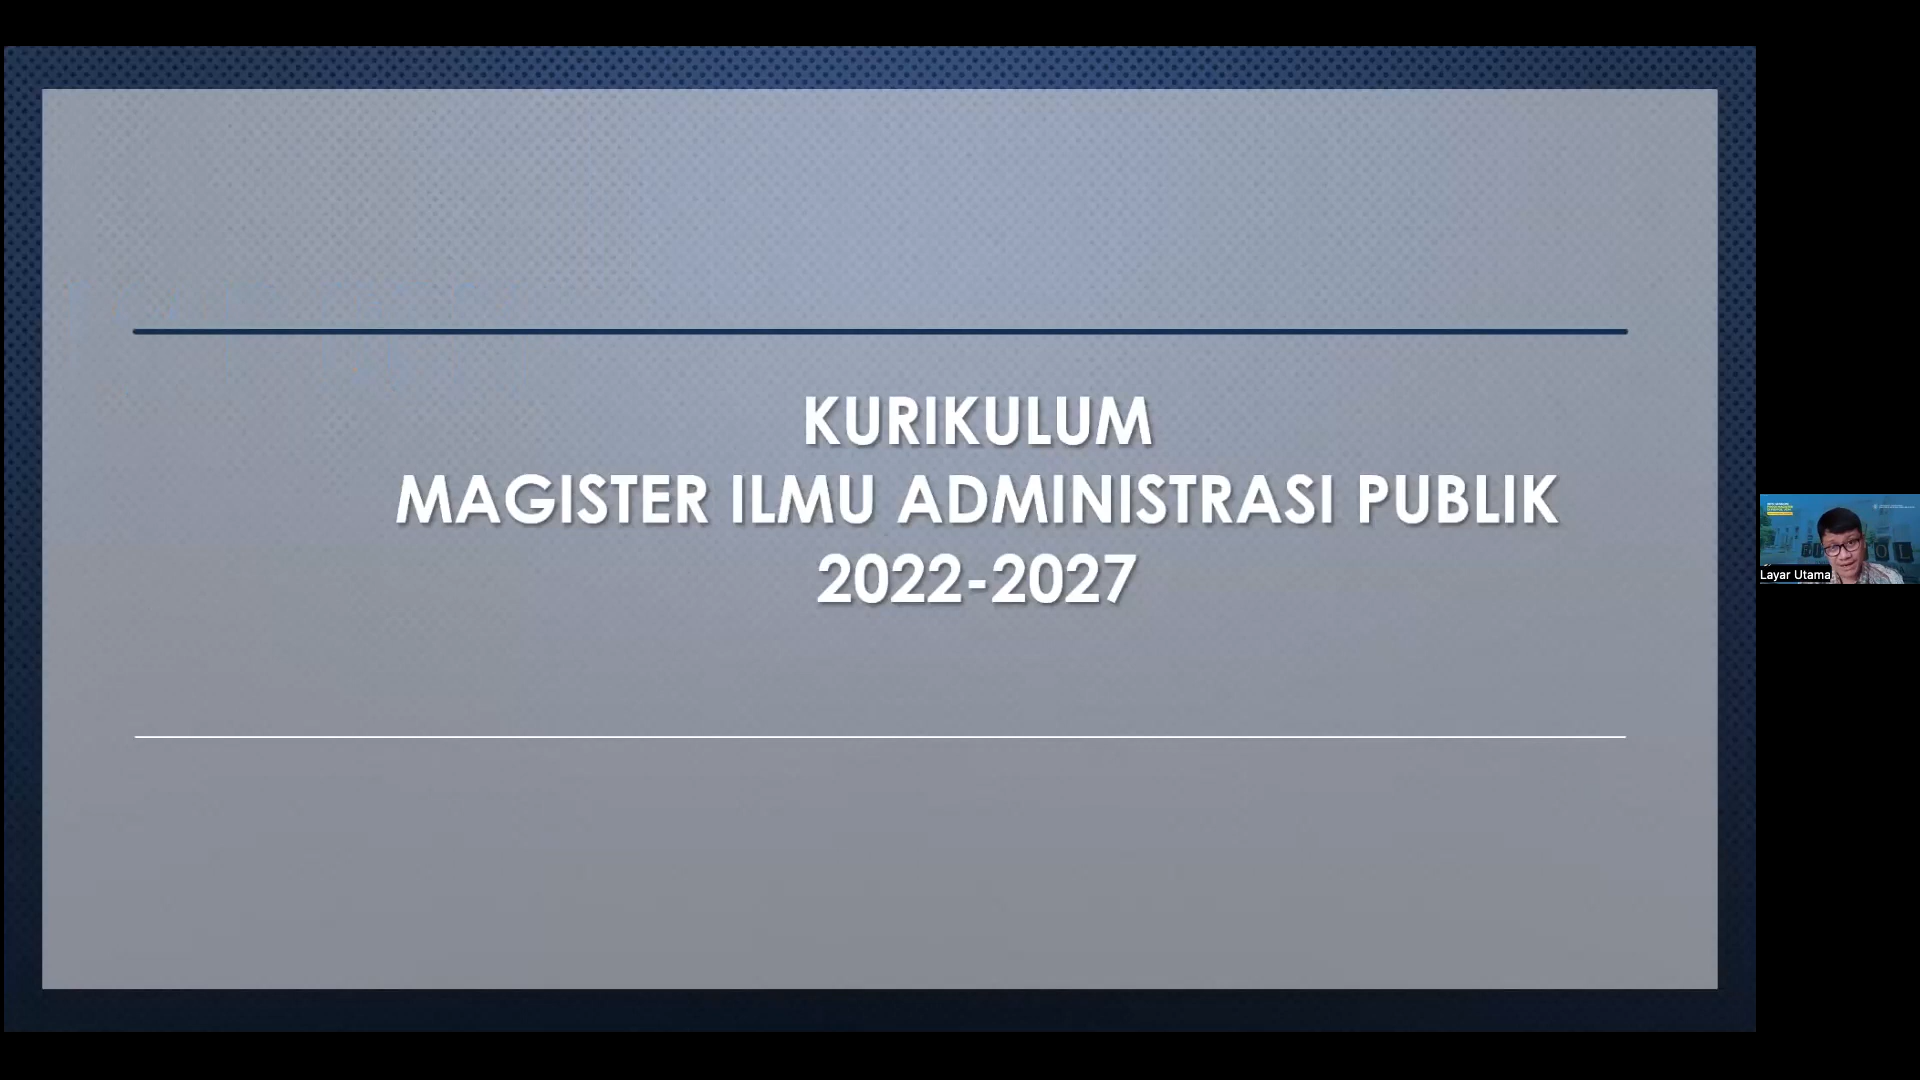 KURIKULUM
MAGISTER ILMU ADMINISTRASI PUBLIK
2022-2027
Layar Utama